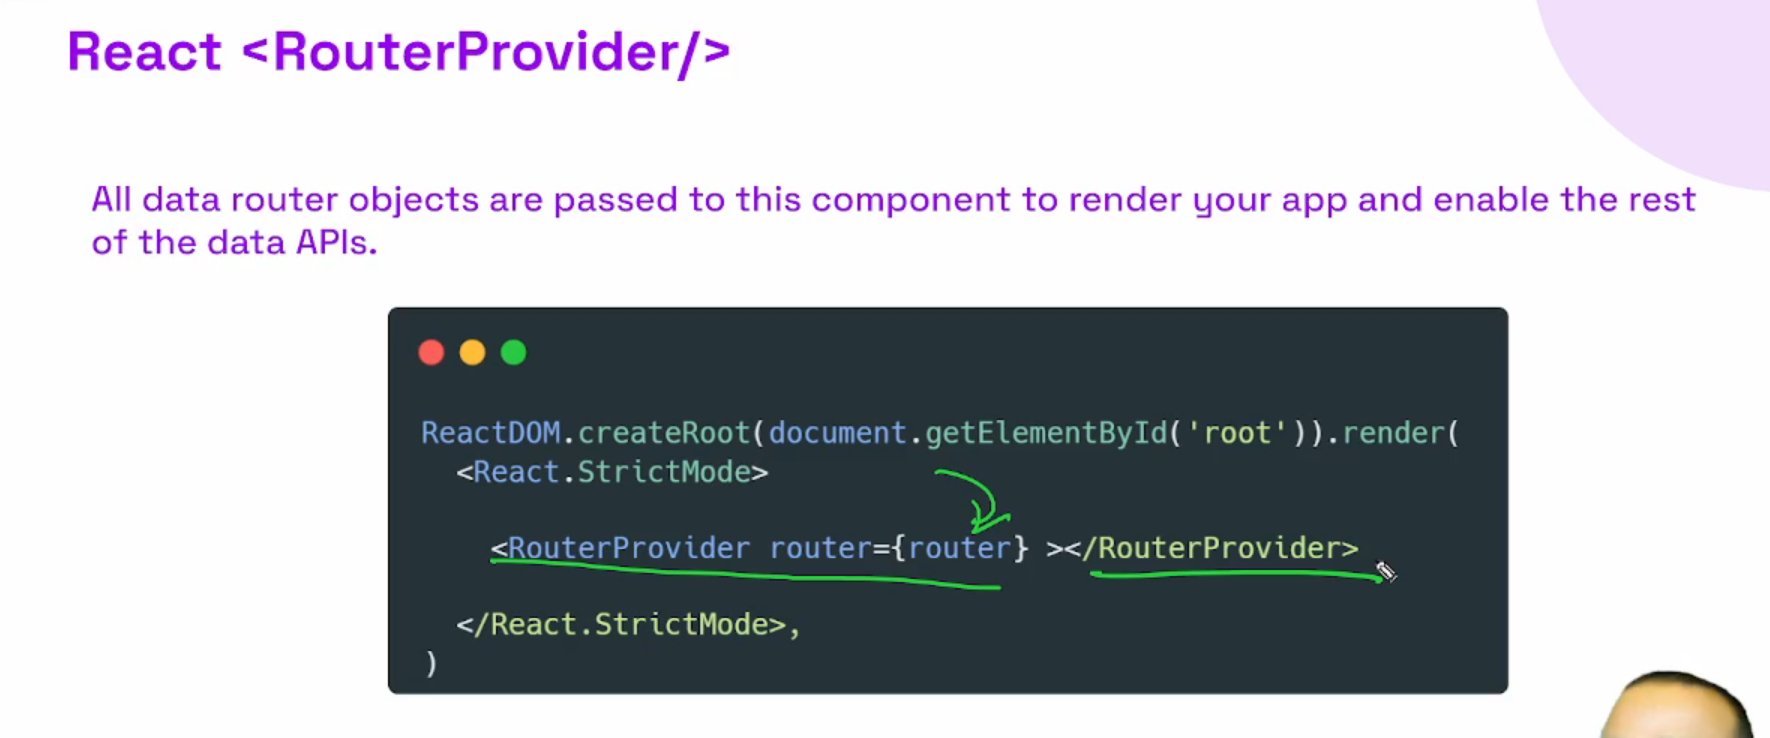 React <RouterProvider/>
All data router objects are passed to this component to render your app and enable the rest
of the data APIs.
ReactDOM.createRoot(document.getElementById('root')).render(
<React.StrictMode>
<RouterProvider router={router} ></RouterProvider>
</React.StrictMode>,
)